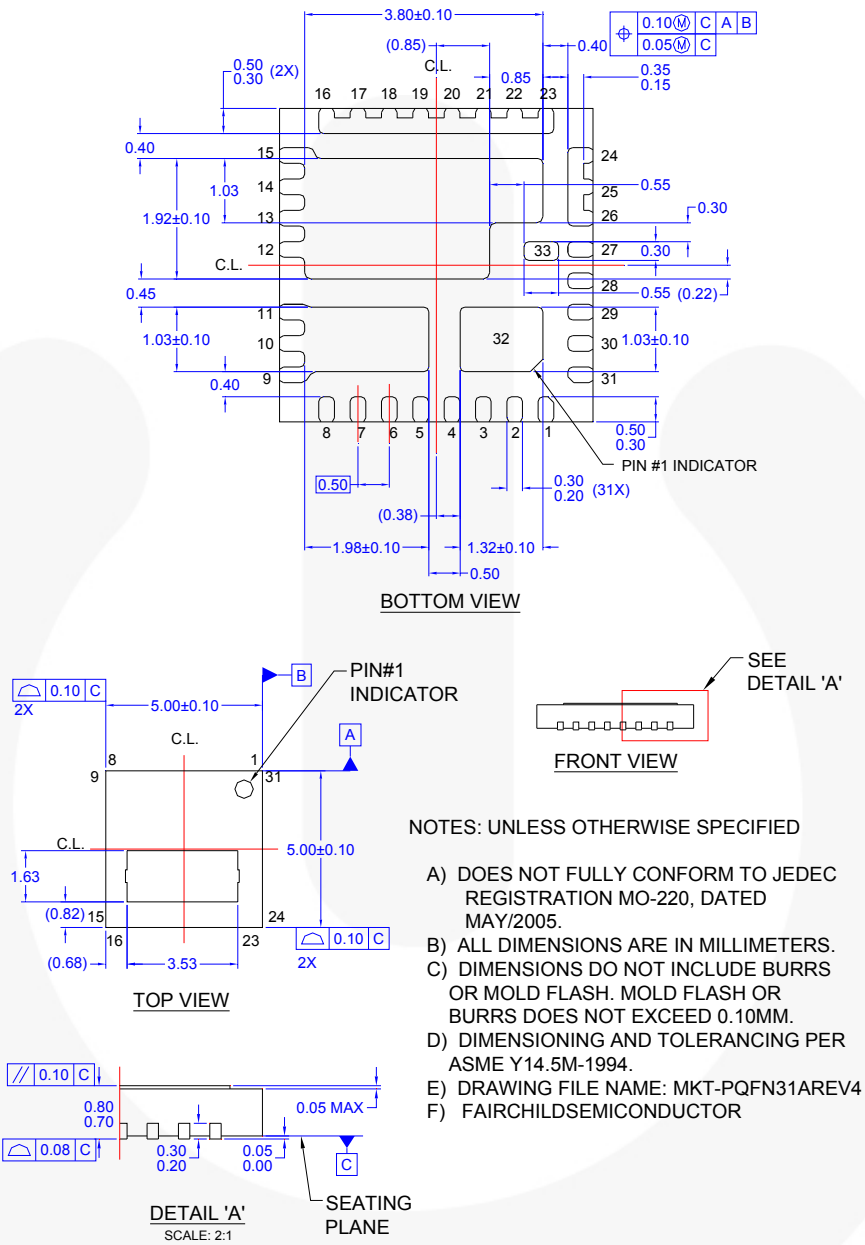 3.80±0.10
(0.85)
C.L.
0.85
0.40
⌖ 0.10Ⓜ C A B
0.05Ⓜ C
0.50
0.30 (2X)
0.35
0.15
16 17 18 19 20 21 22 23
15
24
0.40
14
1.03
25
0.55
1.92±0.10
13
26
0.30
12
33
27
0.30
C.L.
28
0.45
0.55 (0.22)
11
29
1.03±0.10
10
32
30
1.03±0.10
9
31
0.40
8 7 6 5 4 3 2 1
0.50
0.30
PIN #1 INDICATOR
0.50
0.30
0.20 (31X)
(0.38)
1.98±0.10
1.32±0.10
0.50
BOTTOM VIEW
⌓ 0.10 C
2X
B
PIN#1
INDICATOR
5.00±0.10
C.L.
A
8 1
9 31
C.L.
5.00±0.10
1.63
(0.82)
15 24
16 23
⌓ 0.10 C
2X
(0.68)
3.53
TOP VIEW
SEE
DETAIL 'A'
FRONT VIEW
NOTES: UNLESS OTHERWISE SPECIFIED
A) DOES NOT FULLY CONFORM TO JEDEC
REGISTRATION MO-220, DATED
MAY/2005.
B) ALL DIMENSIONS ARE IN MILLIMETERS.
C) DIMENSIONS DO NOT INCLUDE BURRS
OR MOLD FLASH. MOLD FLASH OR
BURRS DOES NOT EXCEED 0.10MM.
D) DIMENSIONING AND TOLERANCING PER
ASME Y14.5M-1994.
E) DRAWING FILE NAME: MKT-PQFN31AREV4
F) FAIRCHILDSEMICONDUCTOR
// 0.10 C
0.80
0.70
0.05 MAX
⌓ 0.08 C
0.30
0.20
0.05
0.00
C
DETAIL 'A'
SCALE: 2:1
SEATING
PLANE